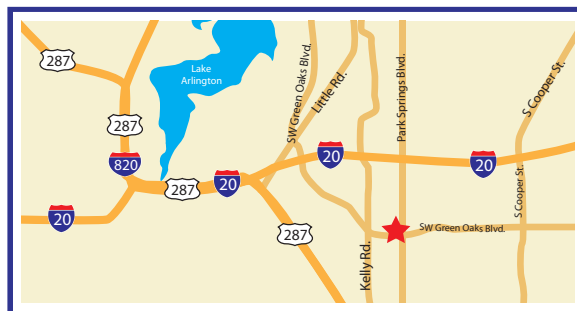 287
Lake
Arlington
287
820
20
287
20
287
20
20
SW Green Oaks Blvd.
Little Rd.
Park Springs Blvd.
S Cooper St.
S Cooper St.
SW Green Oaks Blvd.
Kelly Rd.